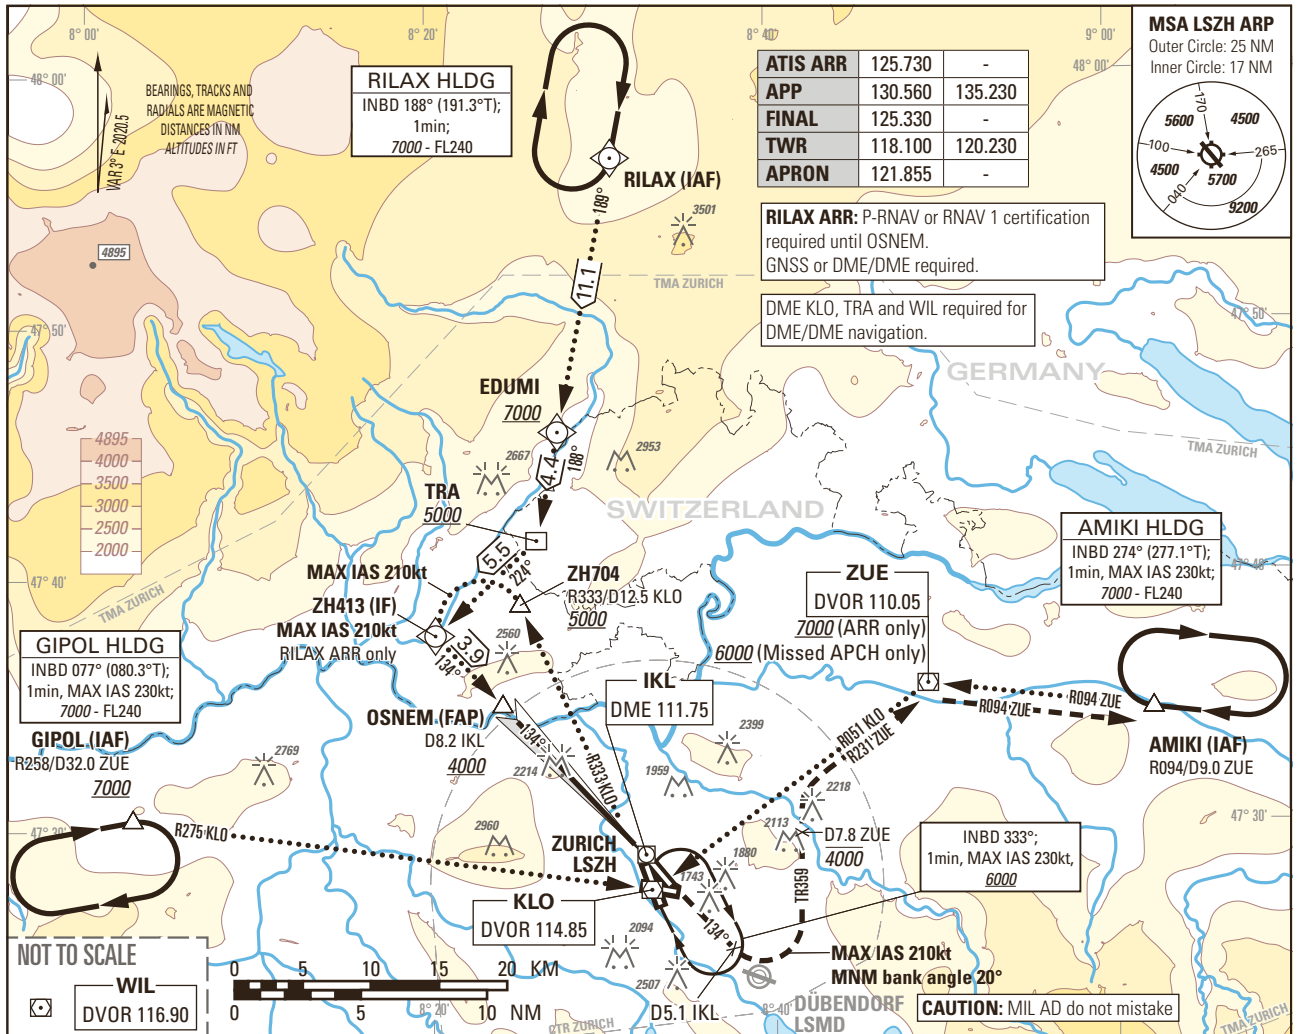 8° 00'
8° 20'
8° 40'
9° 00'
48° 00'
48° 00'
BEARINGS, TRACKS AND
RADIALS ARE MAGNETIC
DISTANCES IN NM
ALTITUDES IN FT
VAR 3° E 2020.5
RILAX HLDG
INBD 188° (191.3°T);
1min;
7000 - FL240
ATIS ARR 125.730 -
APP 130.560 135.230
FINAL 125.330 -
TWR 118.100 120.230
APRON 121.855 -
MSA LSZH ARP
Outer Circle: 25 NM
Inner Circle: 17 NM
170
5600
4500
100
265
4500
5700
040
9200
RILAX (IAF)
189°
3501
RILAX ARR: P-RNAV or RNAV 1 certification
required until OSNEM.
GNSS or DME/DME required.
4895
11.1
TMA ZURICH
DME KLO, TRA and WIL required for
DME/DME navigation.
47° 50'
47° 50'
GERMANY
EDUMI
7000
4895
4000
3500
3000
2500
2000
2667
4.4
188°
2953
TMA ZURICH
TRA
5000
SWITZERLAND
AMIKI HLDG
INBD 274° (277.1°T);
1min, MAX IAS 230kt;
7000 - FL240
5.5
224°
47° 40'
47° 40'
MAX IAS 210kt
ZH704
R333/D12.5 KLO
5000
ZUE
DVOR 110.05
7000 (ARR only)
6000 (Missed APCH only)
TMA ZURICH
ZH413 (IF)
MAX IAS 210kt
RILAX ARR only
3.9
134°
2560
GIPOL HLDG
INBD 077° (080.3°T);
1min, MAX IAS 230kt;
7000 - FL240
IKL
DME 111.75
R094 ZUE
R094 ZUE
OSNEM (FAP)
D8.2 IKL
4000
134°
R333 KLO
R051 KLO
R231 ZUE
2399
AMIKI (IAF)
R094/D9.0 ZUE
GIPOL (IAF)
R258/D32.0 ZUE
7000
2769
2214
1959
2218
47° 30'
47° 30'
R275 KLO
2960
ZURICH
LSZH
2113
D7.8 ZUE
4000
INBD 333°;
1min, MAX IAS 230kt,
6000
1880
1743
TR359
KLO
DVOR 114.85
134°
2094
MAX IAS 210kt
MNM bank angle 20°
2507
NOT TO SCALE
WIL
DVOR 116.90
0 5 10 15 20 KM
0 5 10 NM
8° 20'
CTR ZURICH
D5.1 IKL
8° 40'
DÜBENDORF
LSMD
CAUTION: MIL AD do not mistake
TMA ZURICH